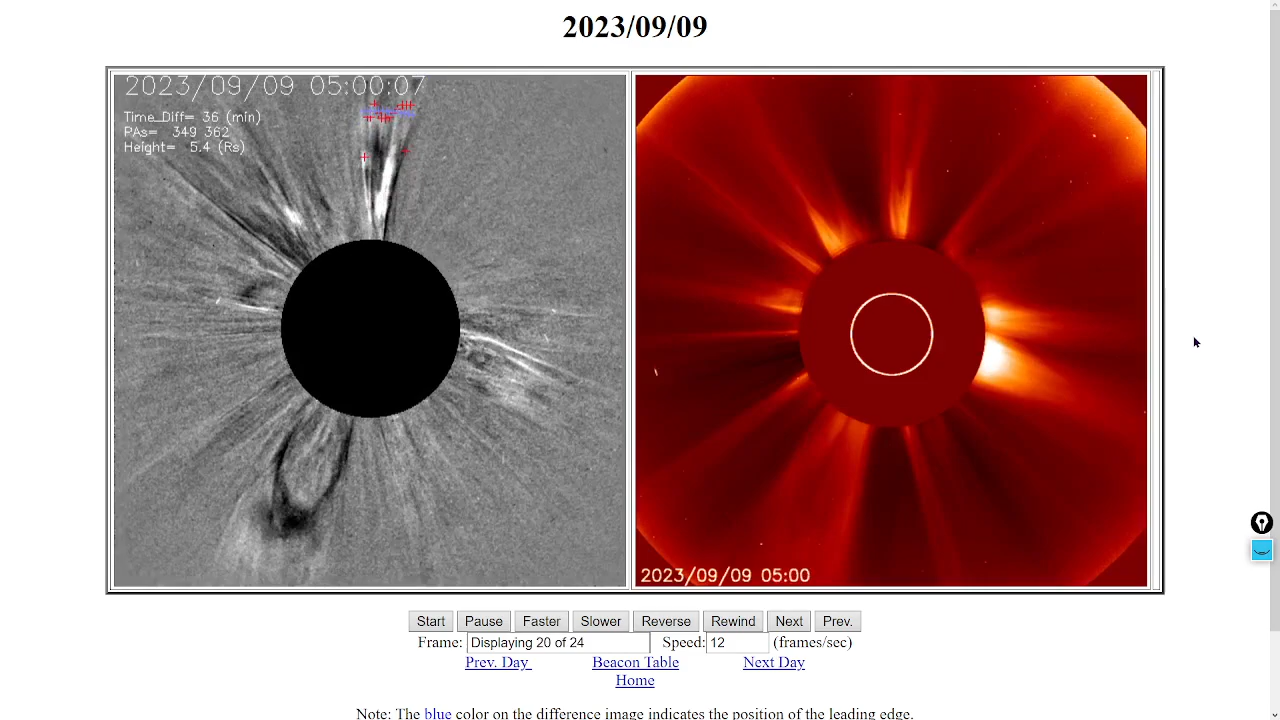 2023/09/09
2023/09/09 05:00:07
Time_Diff= 36 (min)
PAs= 349 362
Height= 5.4 (Rs)
2023/09/09 05:00
Start Pause Faster Slower Reverse Rewind Next Prev.
Frame: Displaying 20 of 24 Speed: 12 (frames/sec)
Prev. Day Beacon Table Next Day
Home
Note: The blue color on the difference image indicates the position of the leading edge.